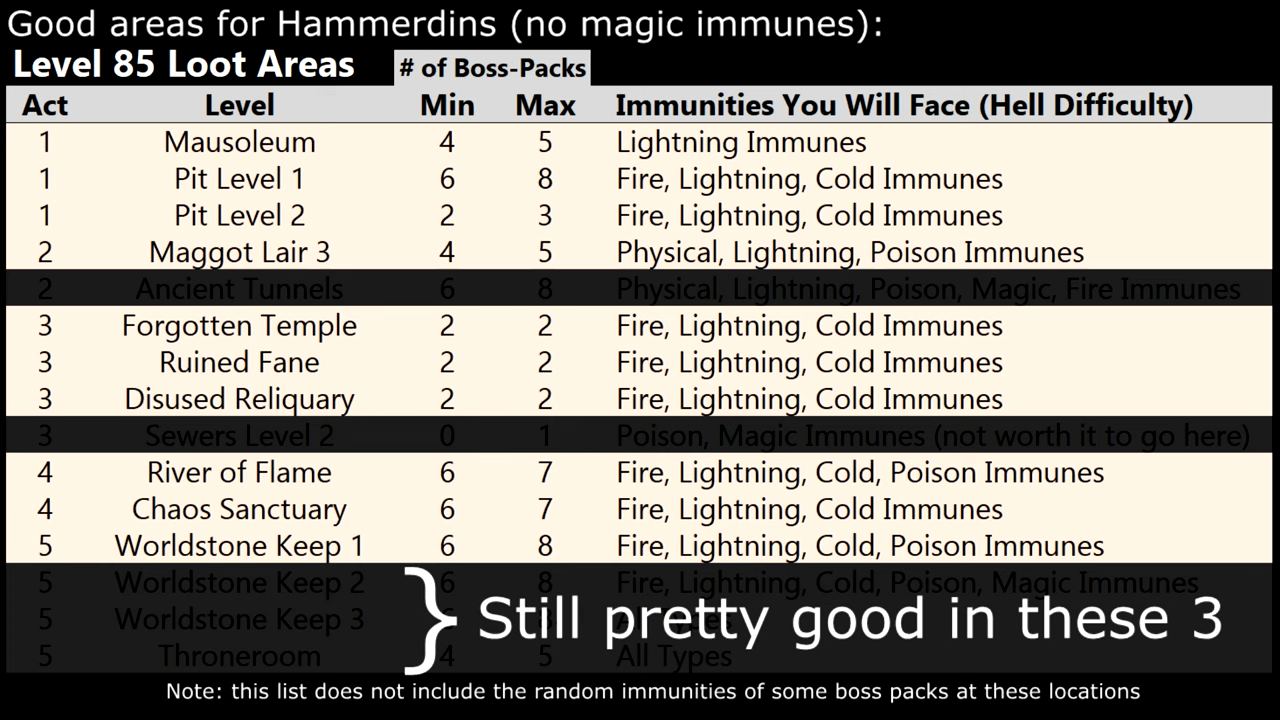 Good areas for Hammerdins (no magic immunes):
Level 85 Loot Areas # of Boss-Packs
Act Level Min Max Immunities You Will Face (Hell Difficulty)
1 Mausoleum 4 5 Lightning Immunes
1 Pit Level 1 6 8 Fire, Lightning, Cold Immunes
1 Pit Level 2 2 3 Fire, Lightning, Cold Immunes
2 Maggot Lair 3 4 5 Physical, Lightning, Poison Immunes
2 Ancient Tunnels 6 8 Physical, Lightning, Poison, Magic, Fire Immunes
3 Forgotten Temple 2 2 Fire, Lightning, Cold Immunes
3 Ruined Fane 2 2 Fire, Lightning, Cold Immunes
3 Disused Reliquary 2 2 Fire, Lightning, Cold Immunes
3 Sewers Level 2 0 1 Poison, Magic Immunes (not worth it to go here)
4 River of Flame 6 7 Fire, Lightning, Cold, Poison Immunes
4 Chaos Sanctuary 6 7 Fire, Lightning, Cold Immunes
5 Worldstone Keep 1 6 8 Fire, Lightning, Cold, Poison Immunes
5 Worldstone Keep 2 6 8 Fire, Lightning, Cold, Poison, Magic Immunes
5 Worldstone Keep 3
} Still pretty good in these 3
5 Throneroom 4 5 All Types
Note: this list does not include the random immunities of some boss packs at these locations